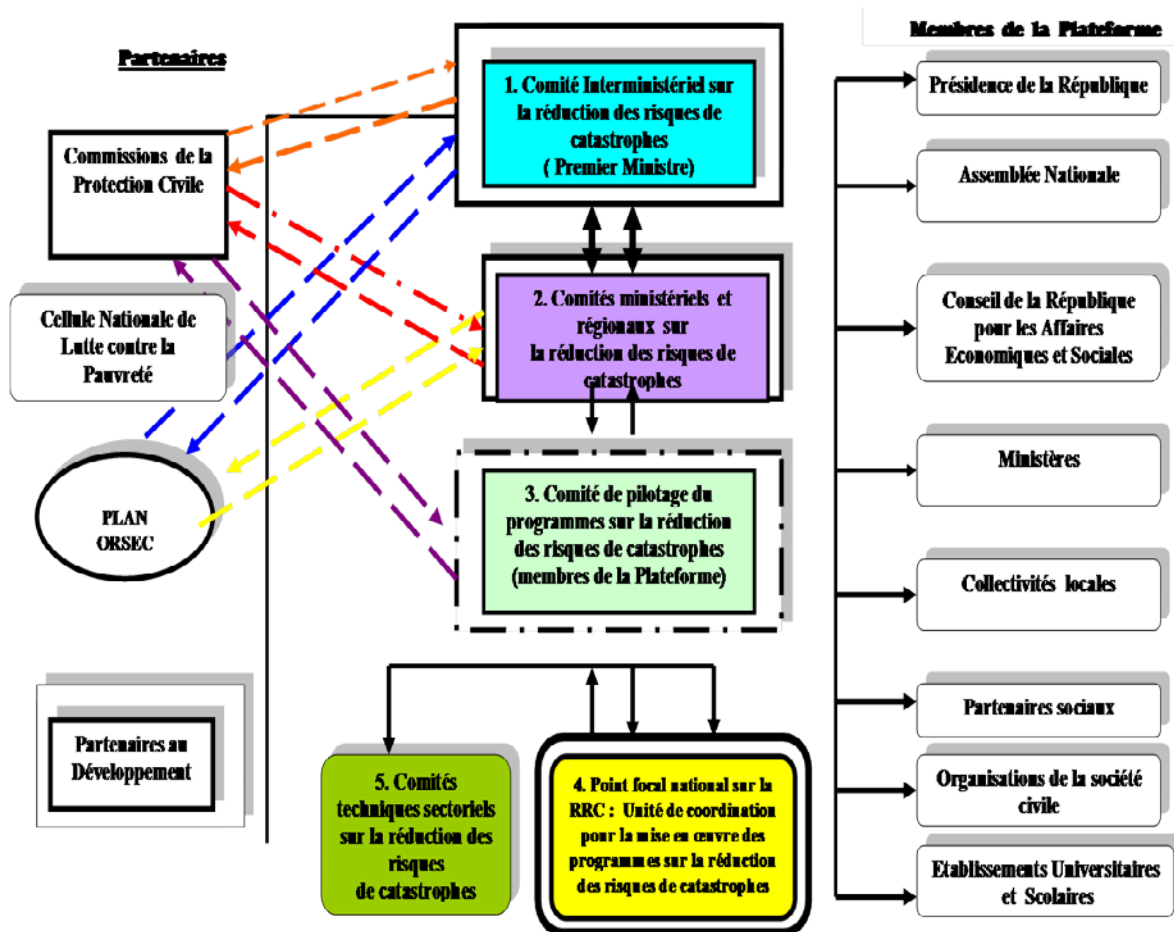 Partenaires
Commissions de la
Protection Civile
Cellule Nationale de
Lutte contre la
Pauvreté
PLAN
ORSEC
Partenaires au
Développement
1. Comité Interministériel sur
la réduction des risques de
catastrophes
( Premier Ministre)
2. Comités ministériels et
régionaux sur
la réduction des risques de
catastrophes
3. Comité de pilotage du
programmes sur la réduction
des risques de catastrophes
(membres de la Plateforme)
5. Comités
techniques sectoriels
sur la réduction des
risques
de catastrophes
4. Point focal national sur la
RRC : Unité de coordination
pour la mise en œuvre des
programmes sur la réduction
des risques de catastrophes
Membres de la Plateforme
Présidence de la République
Assemblée Nationale
Conseil de la République
pour les Affaires
Economiques et Sociales
Ministères
Collectivités locales
Partenaires sociaux
Organisations de la société
civile
Etablissements Universitaires
et Scolaires